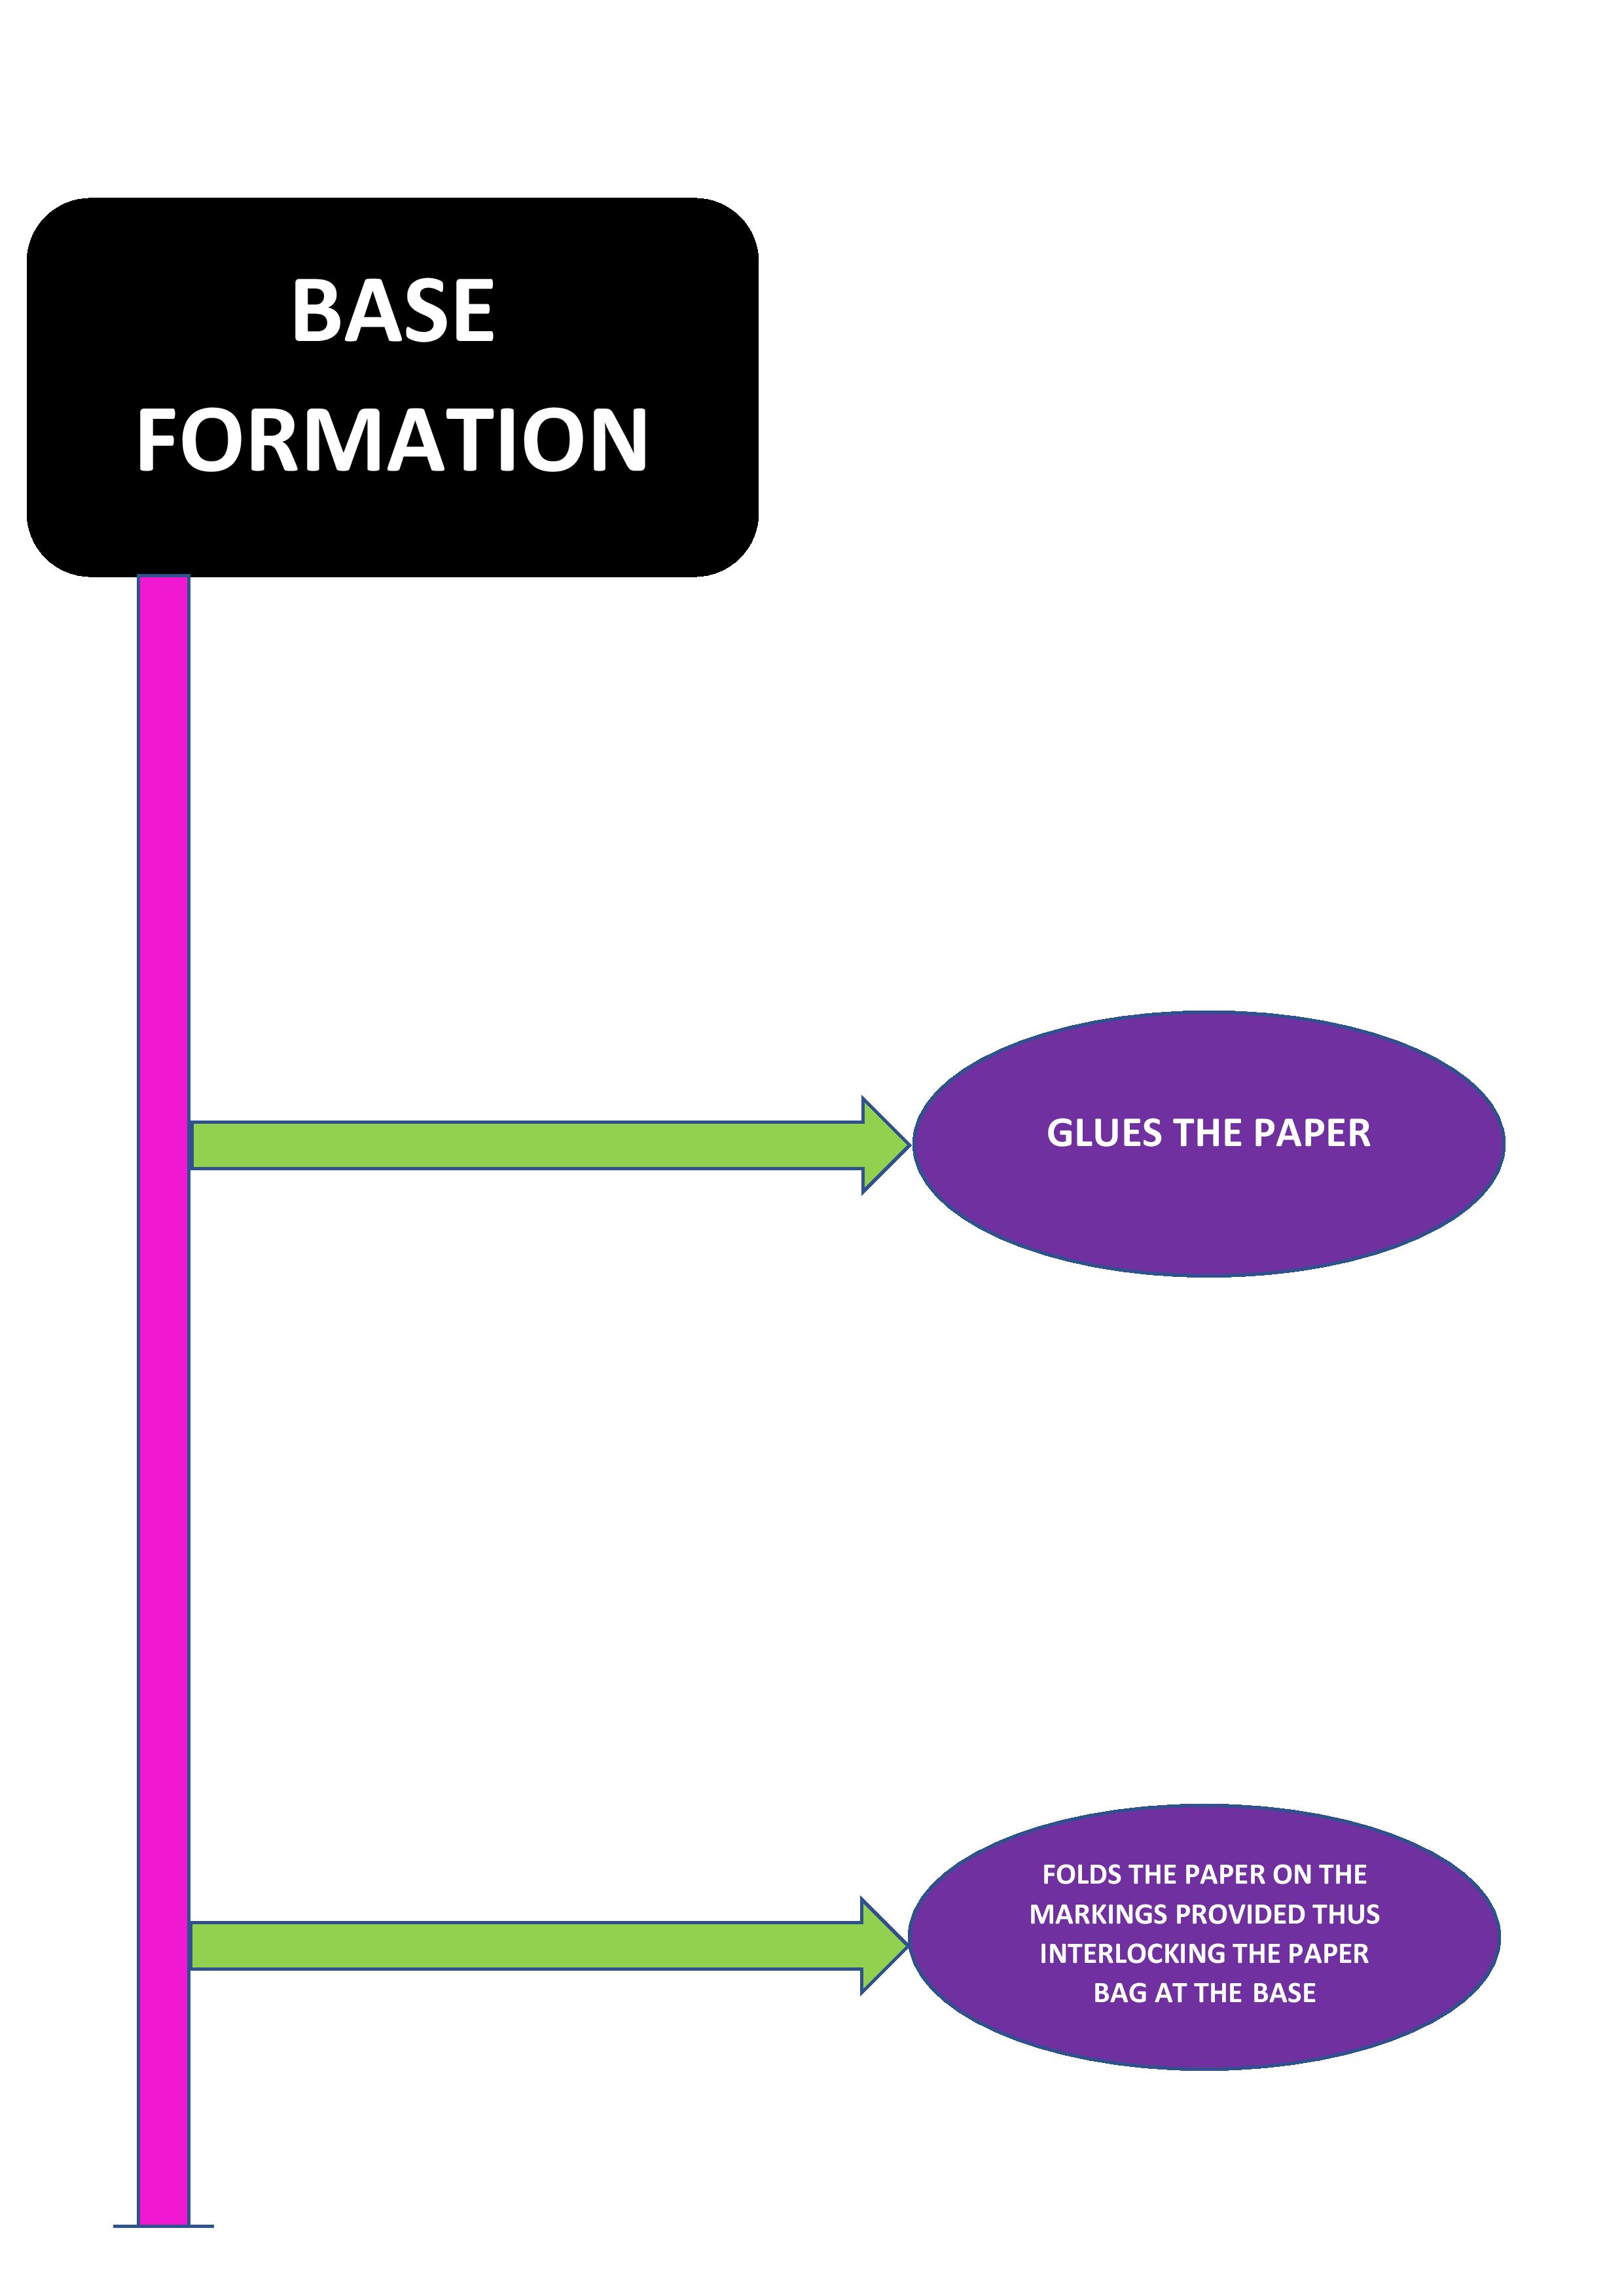 BASE
FORMATION
GLUES THE PAPER
FOLDS THE PAPER ON THE
MARKINGS PROVIDED THUS
INTERLOCKING THE PAPER
BAG AT THE BASE